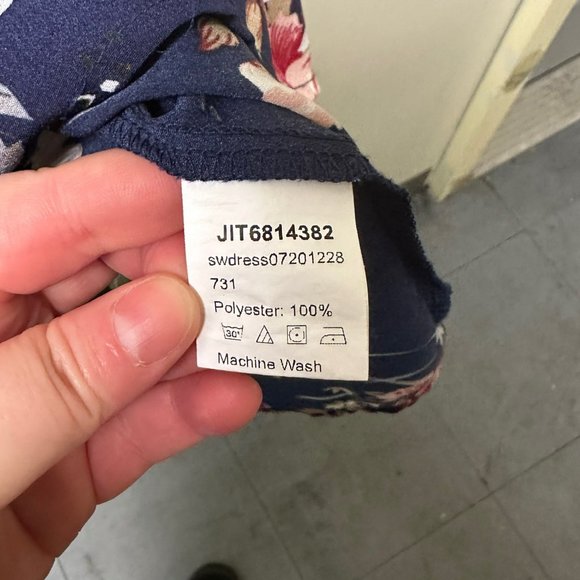 JIT6814382
swdress07201228
731
Polyester: 100%
30°
Machine Wash